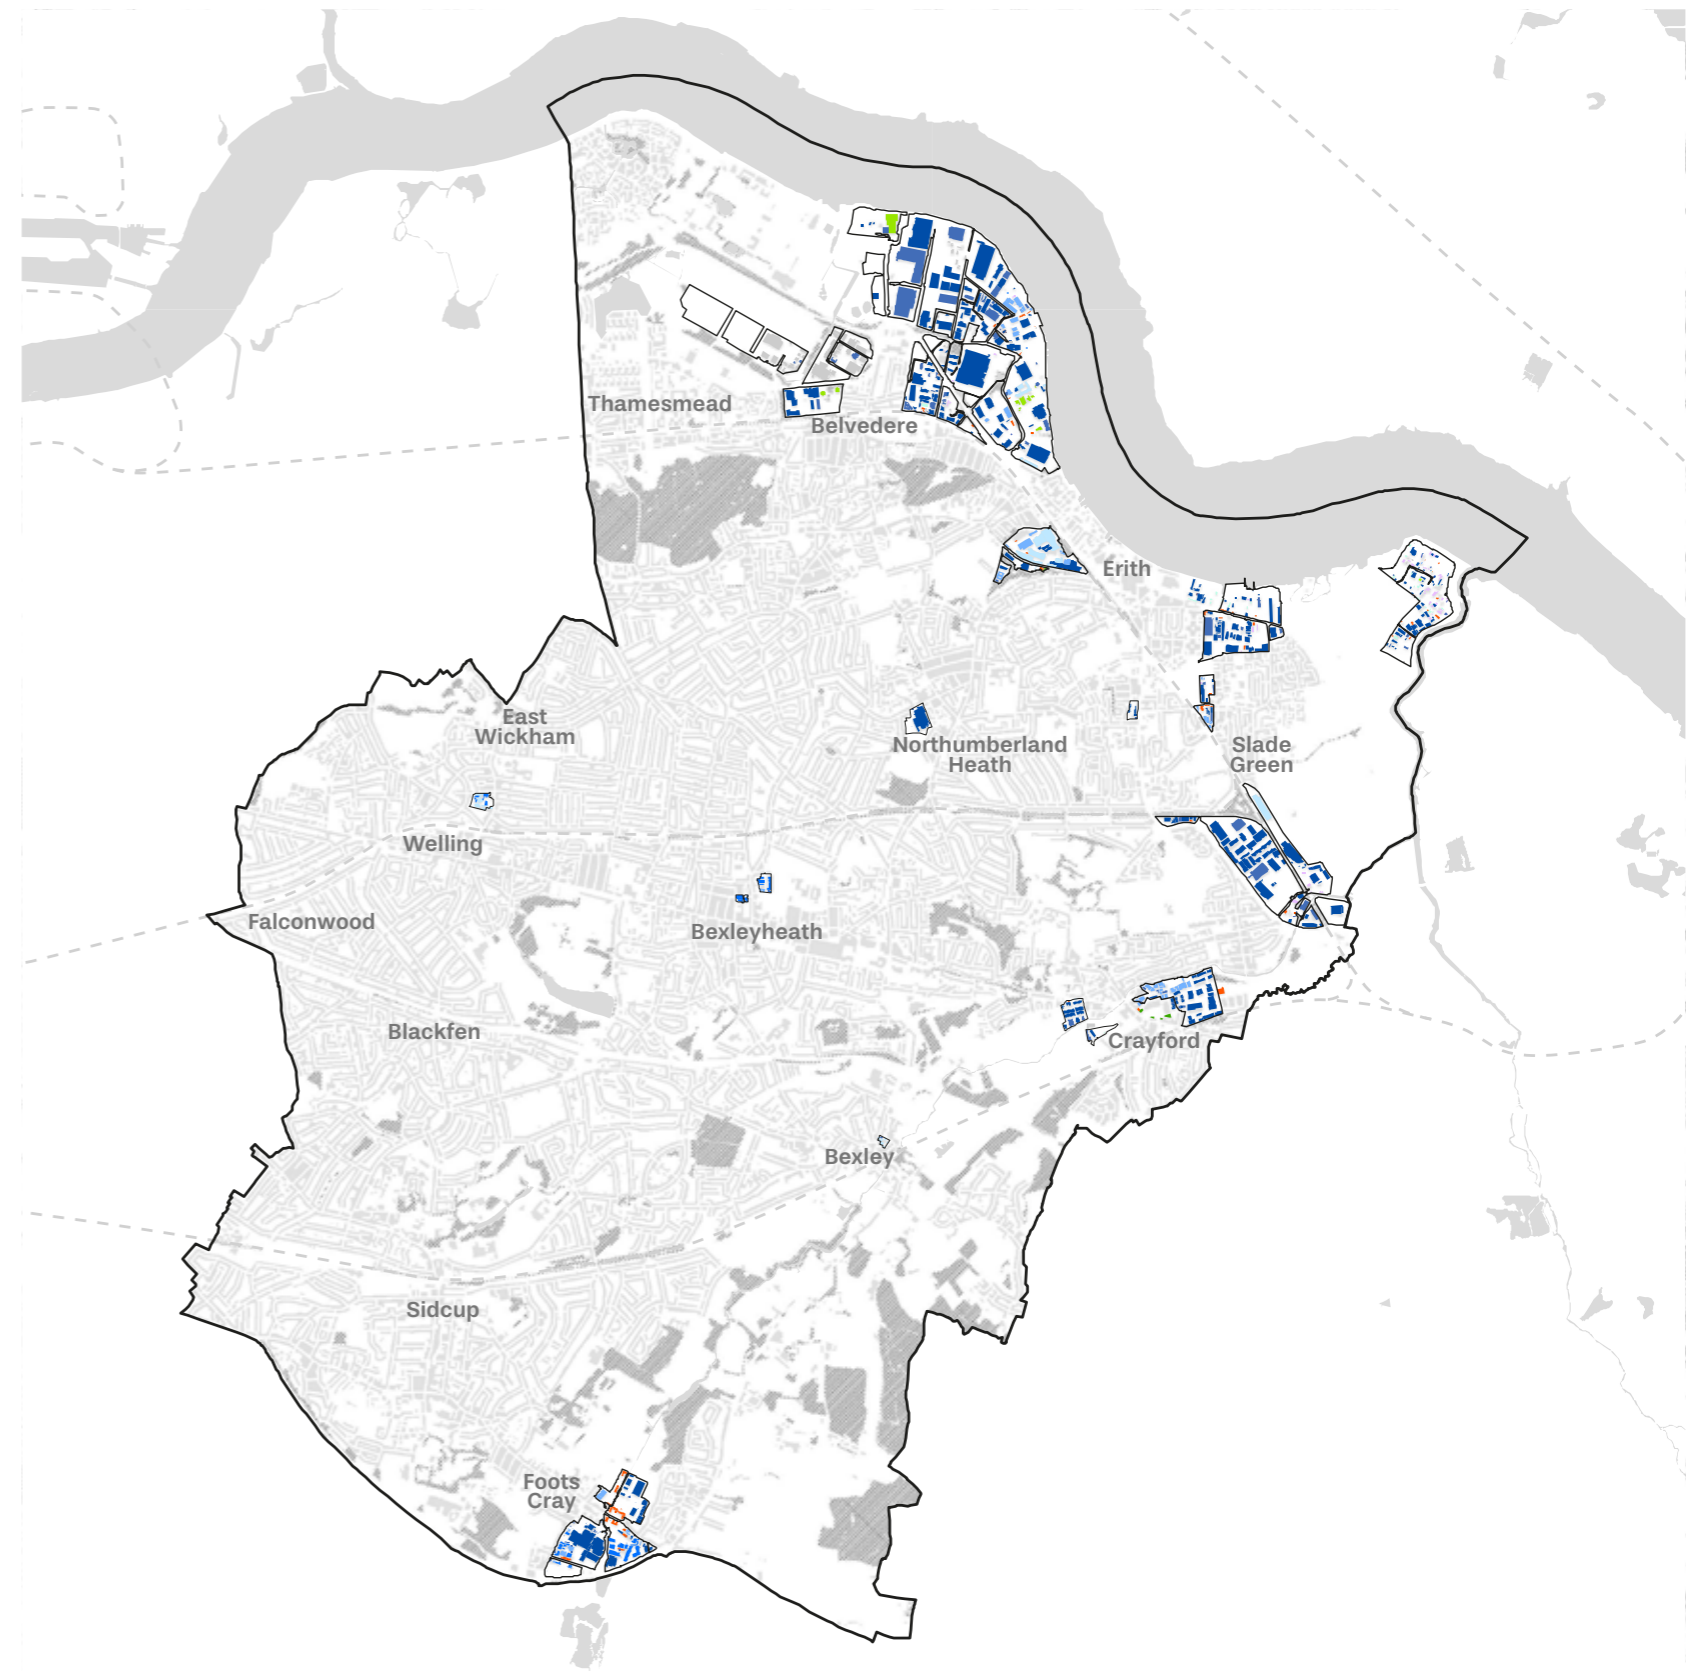 Thamesmead
Belvedere
Erith
East
Wickham
Northumberland
Heath
Slade
Green
Welling
Falconwood
Bexleyheath
Blackfen
Crayford
Bexley
Sidcup
Foots
Cray